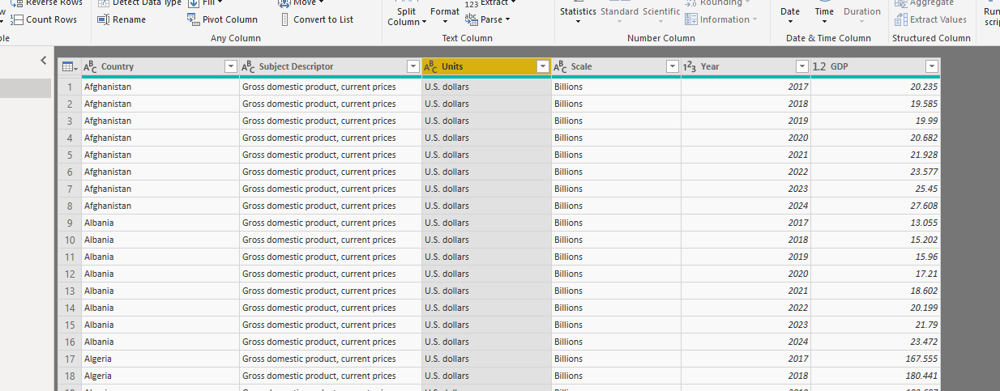 Reverse Rows Detect Data Type Fill Move Extract Rounding Aggregate
Count Rows Rename Pivot Column Convert to List Split Column Format Parse Statistics Standard Scientific Information Date Time Duration Extract Values
Any Column Text Column Number Column Date & Time Column Structured Column
Country Subject Descriptor Units Scale Year GDP
1 Afghanistan Gross domestic product, current prices U.S. dollars Billions 2017 20.235
2 Afghanistan Gross domestic product, current prices U.S. dollars Billions 2018 19.585
3 Afghanistan Gross domestic product, current prices U.S. dollars Billions 2019 19.99
4 Afghanistan Gross domestic product, current prices U.S. dollars Billions 2020 20.682
5 Afghanistan Gross domestic product, current prices U.S. dollars Billions 2021 21.928
6 Afghanistan Gross domestic product, current prices U.S. dollars Billions 2022 23.577
7 Afghanistan Gross domestic product, current prices U.S. dollars Billions 2023 25.45
8 Afghanistan Gross domestic product, current prices U.S. dollars Billions 2024 27.608
9 Albania Gross domestic product, current prices U.S. dollars Billions 2017 13.055
10 Albania Gross domestic product, current prices U.S. dollars Billions 2018 15.202
11 Albania Gross domestic product, current prices U.S. dollars Billions 2019 15.96
12 Albania Gross domestic product, current prices U.S. dollars Billions 2020 17.21
13 Albania Gross domestic product, current prices U.S. dollars Billions 2021 18.602
14 Albania Gross domestic product, current prices U.S. dollars Billions 2022 20.199
15 Albania Gross domestic product, current prices U.S. dollars Billions 2023 21.79
16 Albania Gross domestic product, current prices U.S. dollars Billions 2024 23.472
17 Algeria Gross domestic product, current prices U.S. dollars Billions 2017 167.555
18 Algeria Gross domestic product, current prices U.S. dollars Billions 2018 180.441